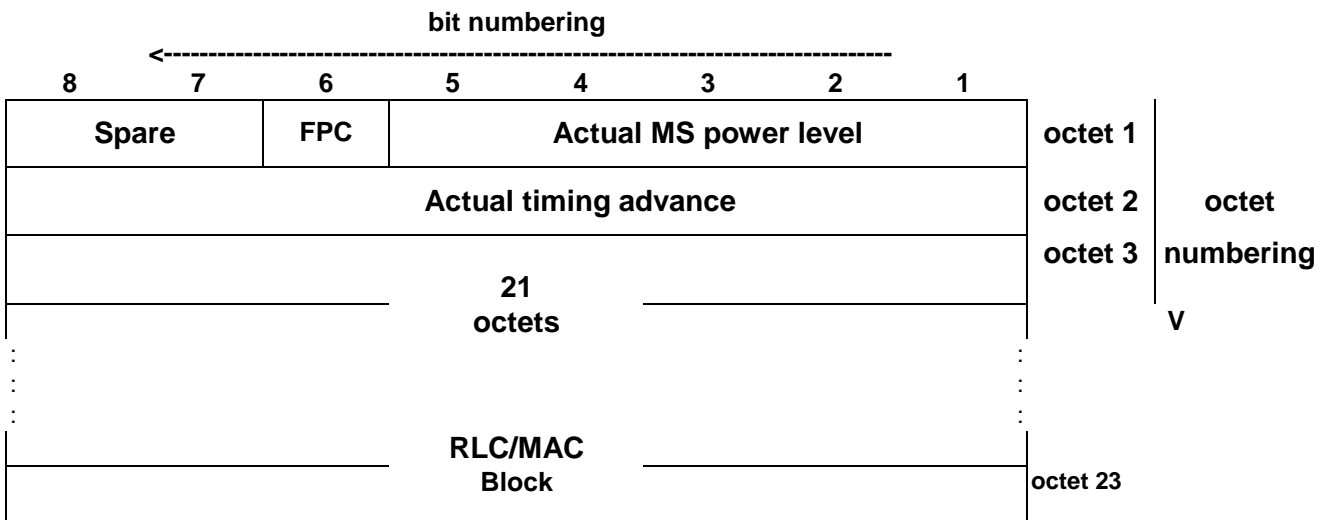 bit numbering
<--------------------------------------------------------------------------------
8 7 6 5 4 3 2 1
Spare FPC Actual MS power level octet 1
Actual timing advance octet 2 octet
octet 3 numbering
21
octets V
: :
: :
: :
RLC/MAC
Block octet 23